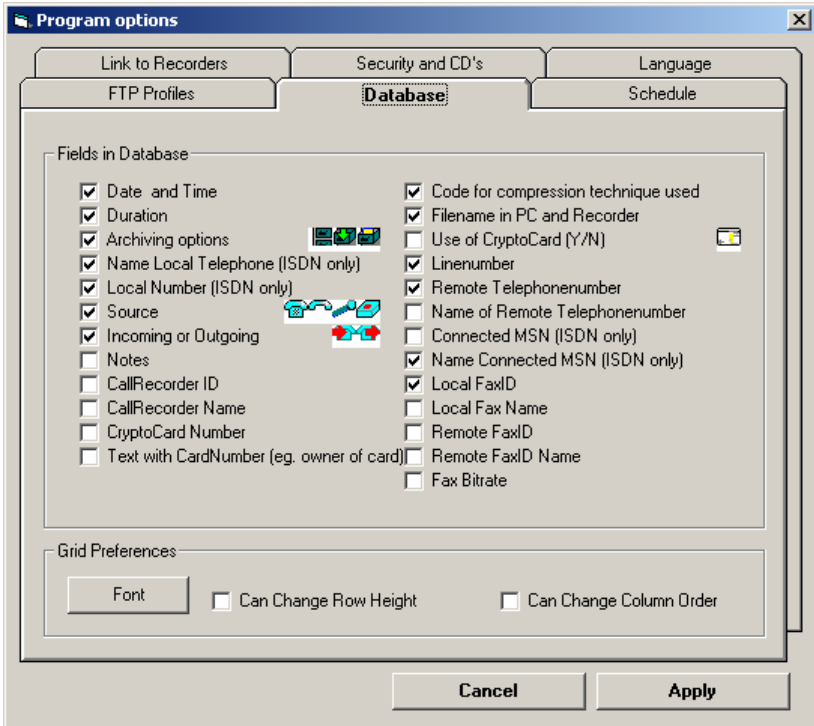 Program options
Link to Recorders
Security and CD's
Language
FTP Profiles
Database
Schedule
Fields in Database
Date  and Time
Duration
Archiving options
Name Local Telephone (ISDN only)
Local Number (ISDN only)
Source
Incoming or Outgoing
Notes
CallRecorder ID
CallRecorder Name
CryptoCard Number
Text with CardNumber (eg. owner of card)
Code for compression technique used
Filename in PC and Recorder
Use of CryptoCard (Y/N)
Linenumber
Remote Telephonenumber
Name of Remote Telephonenumber
Connected MSN (ISDN only)
Name Connected MSN (ISDN only)
Local FaxID
Local Fax Name
Remote FaxID
Remote FaxID Name
Fax Bitrate
Grid Preferences
Font
Can Change Row Height
Can Change Column Order
Cancel
Apply